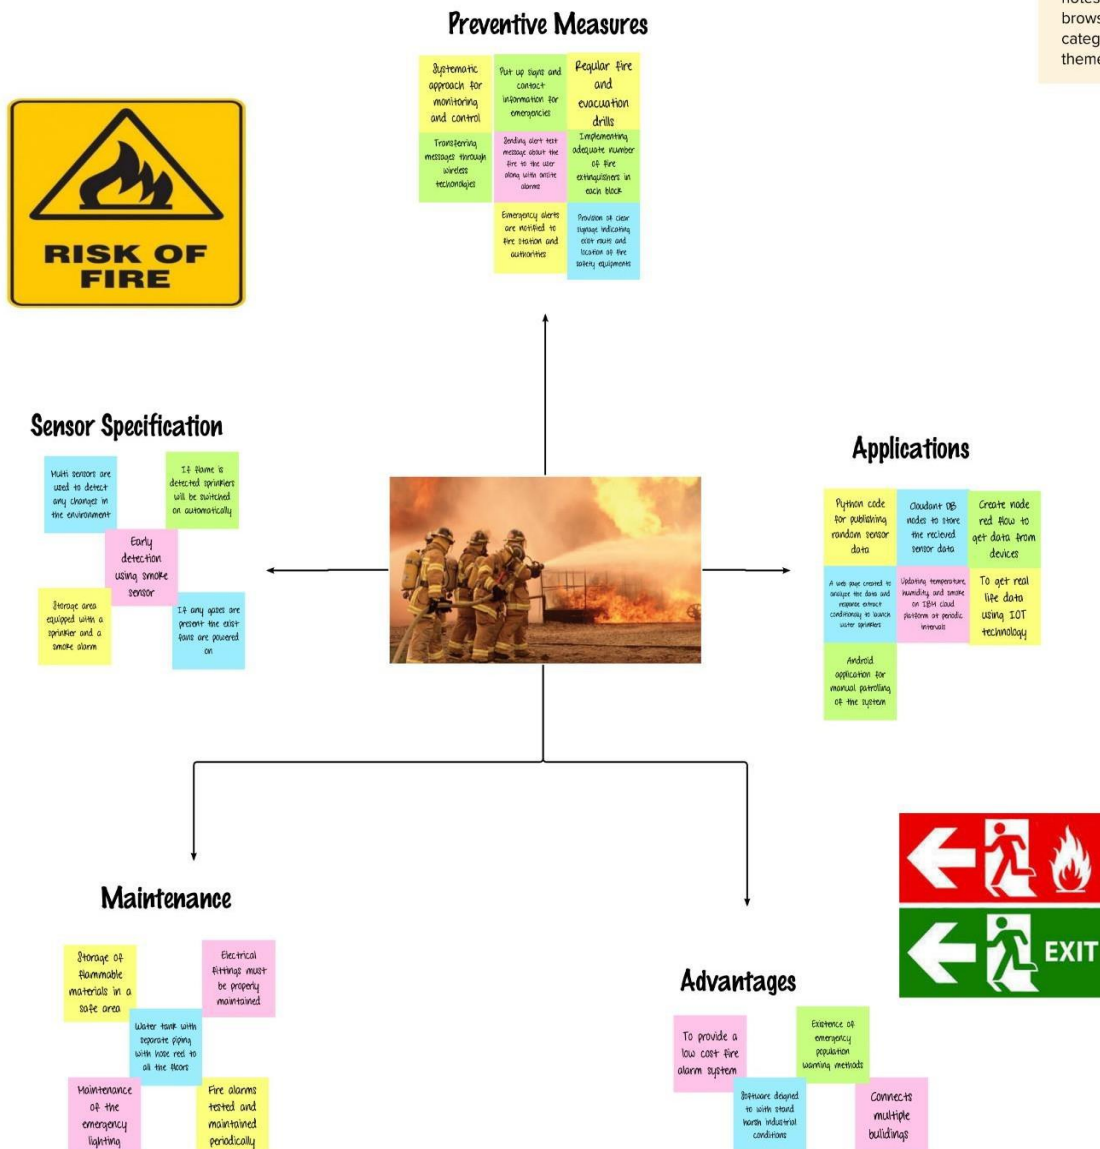 notes
brows
categ
theme
Preventive Measures
Systematic
approach for
monitoring
and control
Put up signs and
contact
information for
emergencies
Regular fire
and
evacuation
drills
Transferring
messages through
wireless
techonolgies
Sending alert text
message about the
fire to the user
along with onsite
alarms
Implementing
adequate number
of fire
extinguishers in
each block
Emergency alerts
are notified to
fire station and
authorities
Provision of clear
signage indicating
exist route and
location of fire
safety equipments
RISK OF
FIRE
Sensor Specification
Multi sensors are
used to detect
any changes in
the environment
If flame is
detected sprinklers
will be switched
on automatically
Early
detection
using smoke
sensor
Storage area
equipped with a
sprinkler and a
smoke alarm
If any gases are
present the exist
fans are powered
on
Applications
Python code
for publishing
random sensor
data
Cloudant DB
nodes to store
the recieved
sensor data
Create node
red flow to
get data from
devices
A web page created to
analyze the data and
response extract
conditionaly to launch
water sprinklers
Updating temperature,
humidity and smoke
on IBM cloud
platform at periodic
intervals
To get real
life data
using IOT
technology
Android
application for
manual patrolling
of the system
EXIT
Maintenance
Storage of
flammable
materials in a
safe area
Electrical
fittings must
be properly
maintained
Water tank with
separate piping
with hose reel to
all the floors
Maintenance
of the
emergency
lighting
Fire alarms
tested and
maintained
periodically
Advantages
To provide a
low cost fire
alarm system
Existence of
emergency
population
warning methods
Software deigned
to with stand
harsh industrial
conditions
Connects
multiple
bulidings